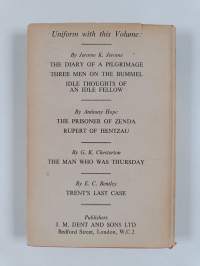 Uniform with this Volume:
By Jerome K. Jerome
THE DIARY OF A PILGRIMAGE
THREE MEN ON THE BUMMEL
IDLE THOUGHTS OF
AN IDLE FELLOW
By Anthony Hope
THE PRISONER OF ZENDA
RUPERT OF HENTZAU
By G. K. Chesterton
THE MAN WHO WAS THURSDAY
By E. C. Bentley
TRENT'S LAST CASE
Publishers
J. M. DENT AND SONS LTD
Bedford Street, London, W.C.2